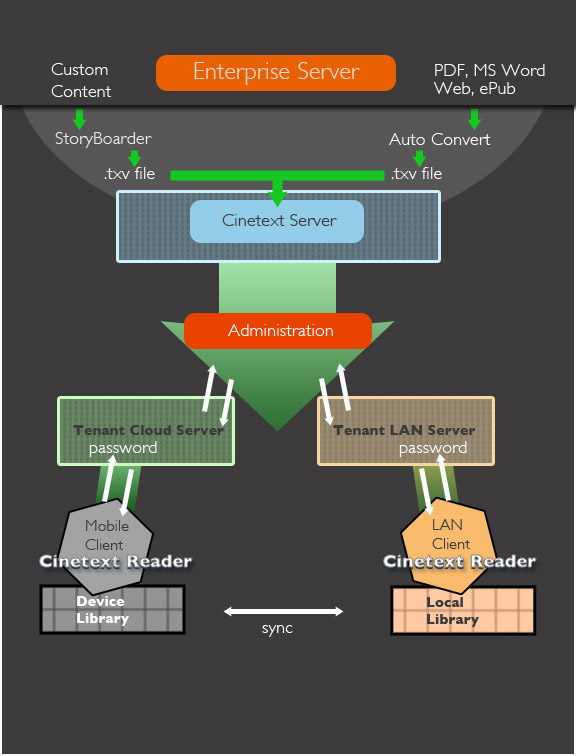 Enterprise Server
Custom
Content
PDF, MS Word
Web, ePub
StoryBoarder
Auto Convert
.txv file
.txv file
Cinetext Server
Administration
Tenant Cloud Server
password
Tenant LAN Server
password
Mobile
Client
Cinetext Reader
LAN
Client
Cinetext Reader
Device
Library
Local
Library
sync